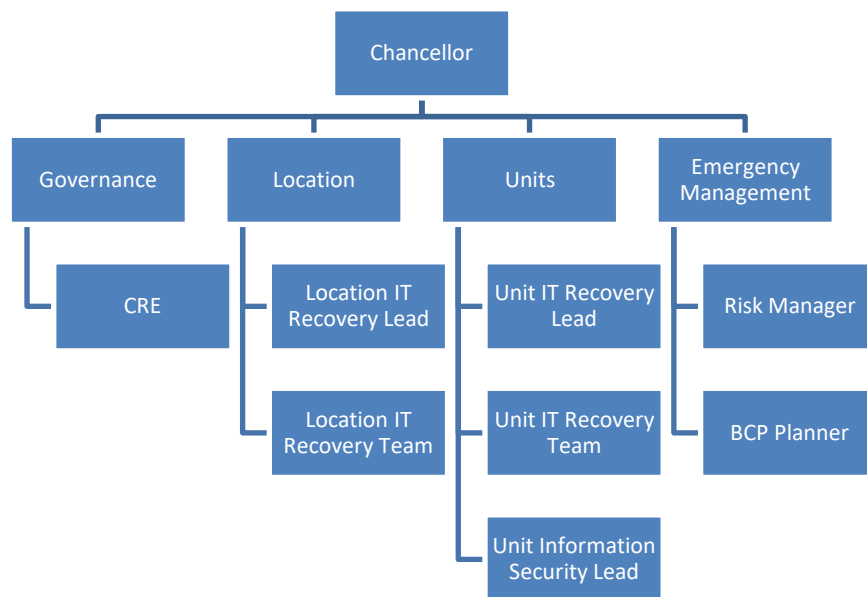 Chancellor
Governance
Location
Units
Emergency
Management
CRE
Location IT
Recovery Lead
Unit IT Recovery
Lead
Risk Manager
Location IT
Recovery Team
Unit IT Recovery
Team
BCP Planner
Unit Information
Security Lead